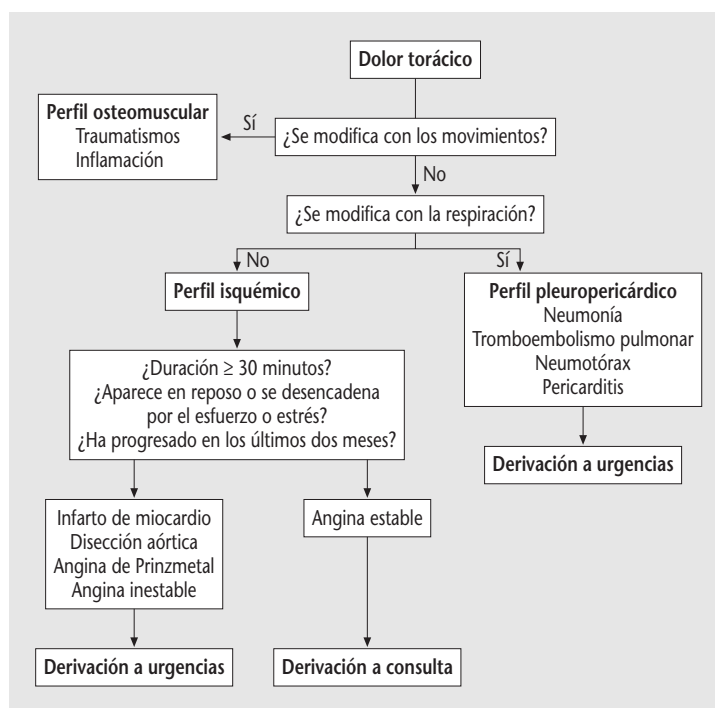 Dolor torácico
Perfil osteomuscular
Traumatismos
Inflamación
Sí
¿Se modifica con los movimientos?
No
¿Se modifica con la respiración?
No
Sí
Perfil isquémico
Perfil pleuropericárdico
Neumonía
Tromboembolismo pulmonar
Neumotórax
Pericarditis
¿Duración ≥ 30 minutos?
¿Aparece en reposo o se desencadena
por el esfuerzo o estrés?
¿Ha progresado en los últimos dos meses?
Derivación a urgencias
Infarto de miocardio
Disección aórtica
Angina de Prinzmetal
Angina inestable
Angina estable
Derivación a urgencias
Derivación a consulta